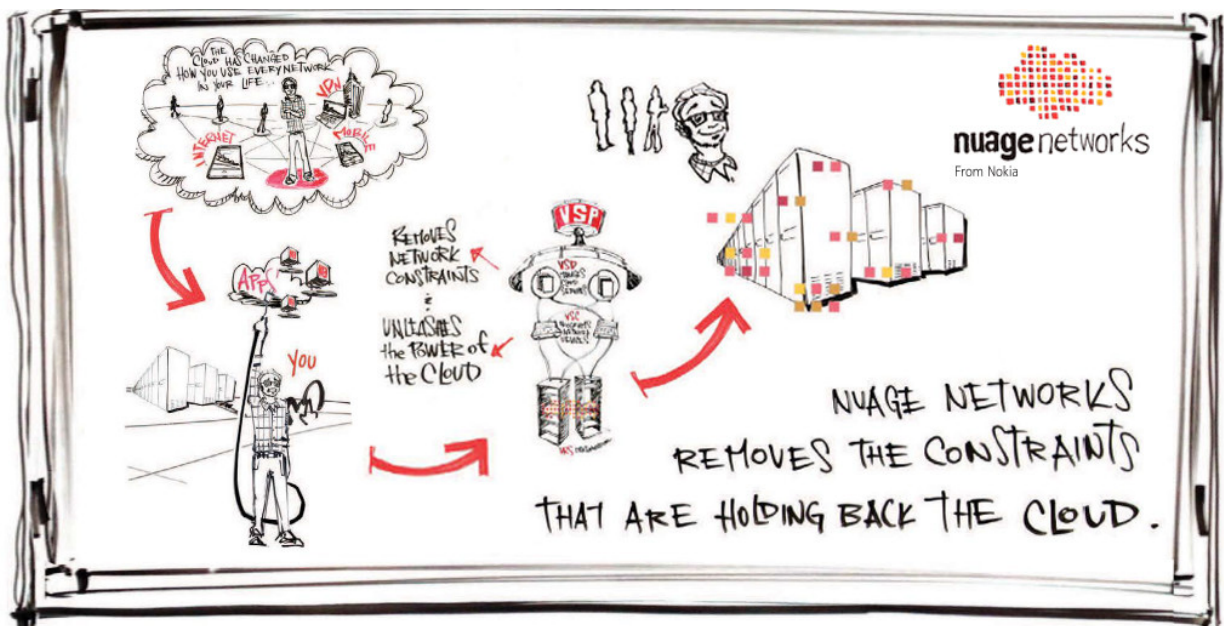 THE
CLOUD HAS CHANGED
HOW YOU USE EVERY NETWORK
IN YOUR LIFE...
VPN
INTERNET
MOBILE
APPS
YOU
REMOVES
NETWORK
CONSTRAINTS
&
UNLEASHES
the POWER of
the CLOUD
VSP
VSD
VSC
nuagenetworks
From Nokia
NUAGE NETWORKS
REMOVES THE CONSTRAINTS
THAT ARE HOLDING BACK THE CLOUD.